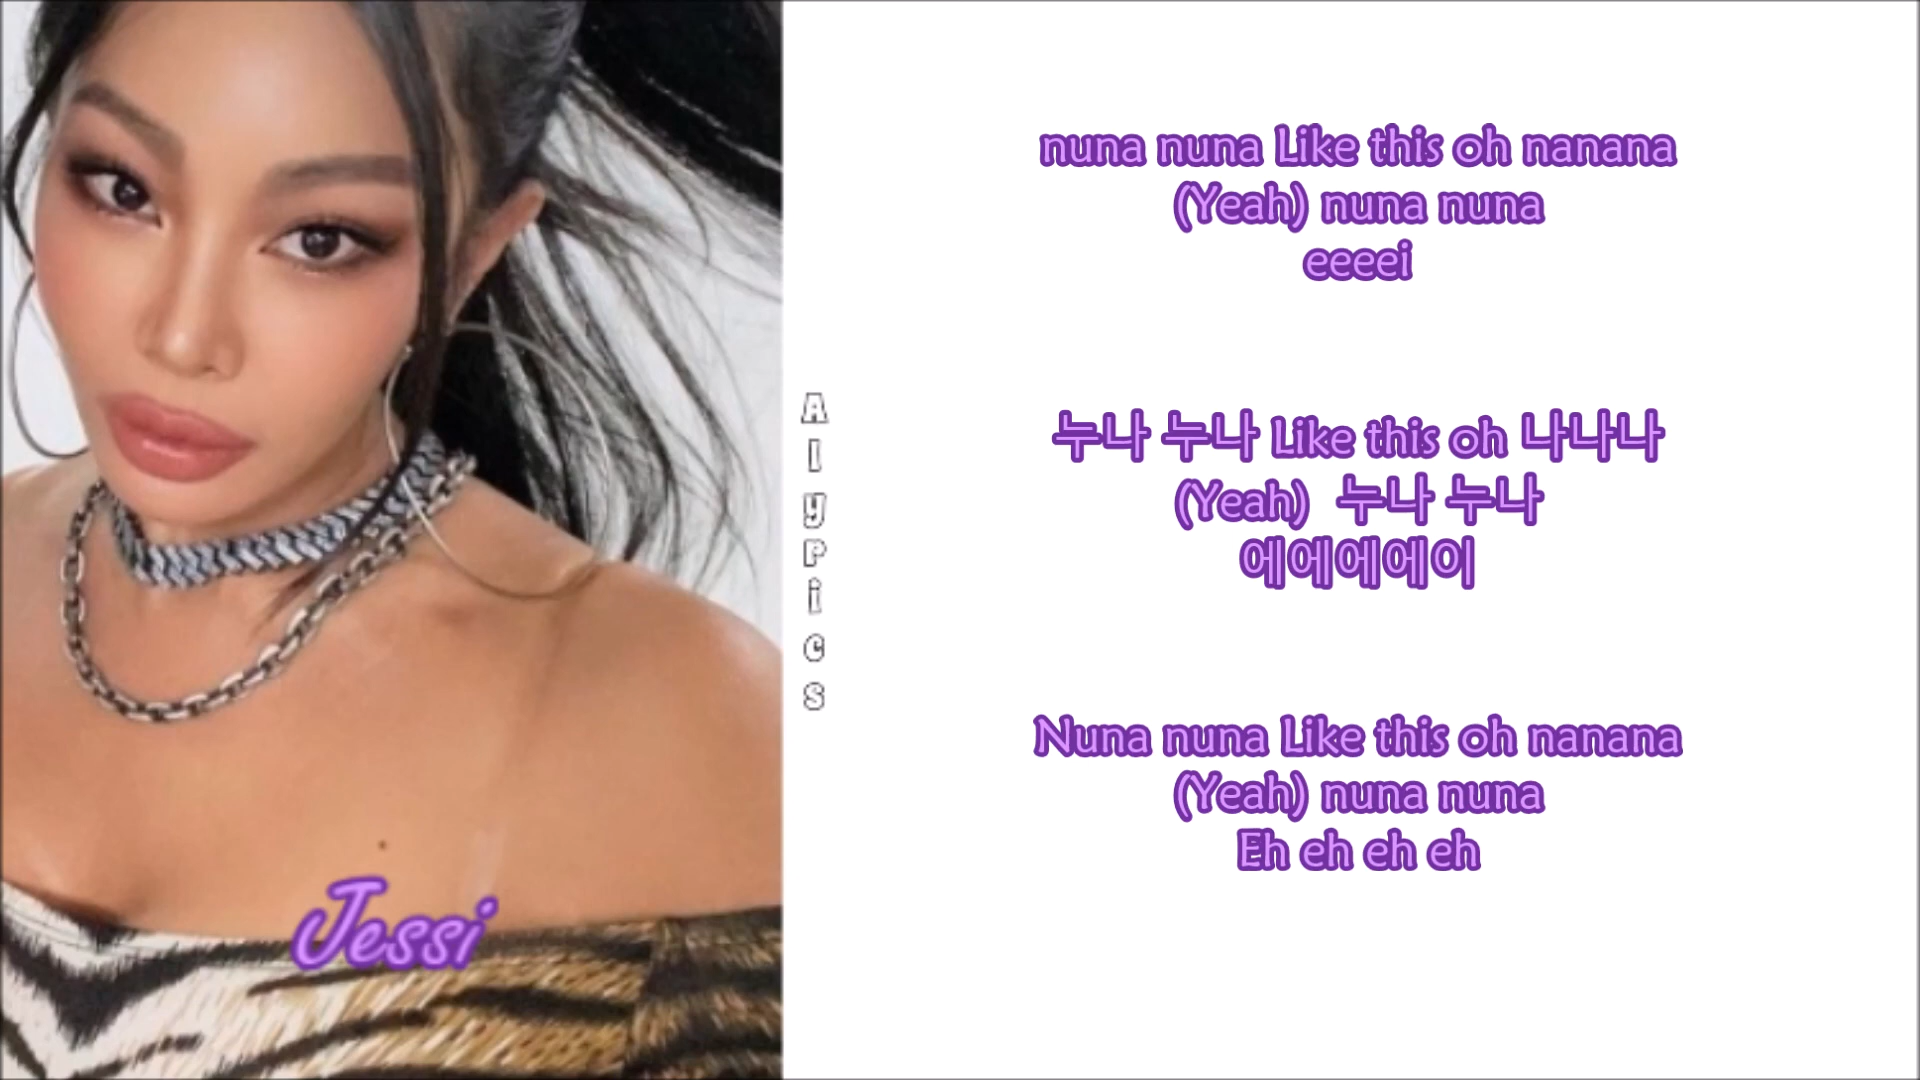 nuna nuna Like this oh nanana
(Yeah) nuna nuna
eeeei
누나 누나 Like this oh 나나나
(Yeah) 누나 누나
에에에에이
Nuna nuna Like this oh nanana
(Yeah) nuna nuna
Eh eh eh eh
Alypics
Jessi